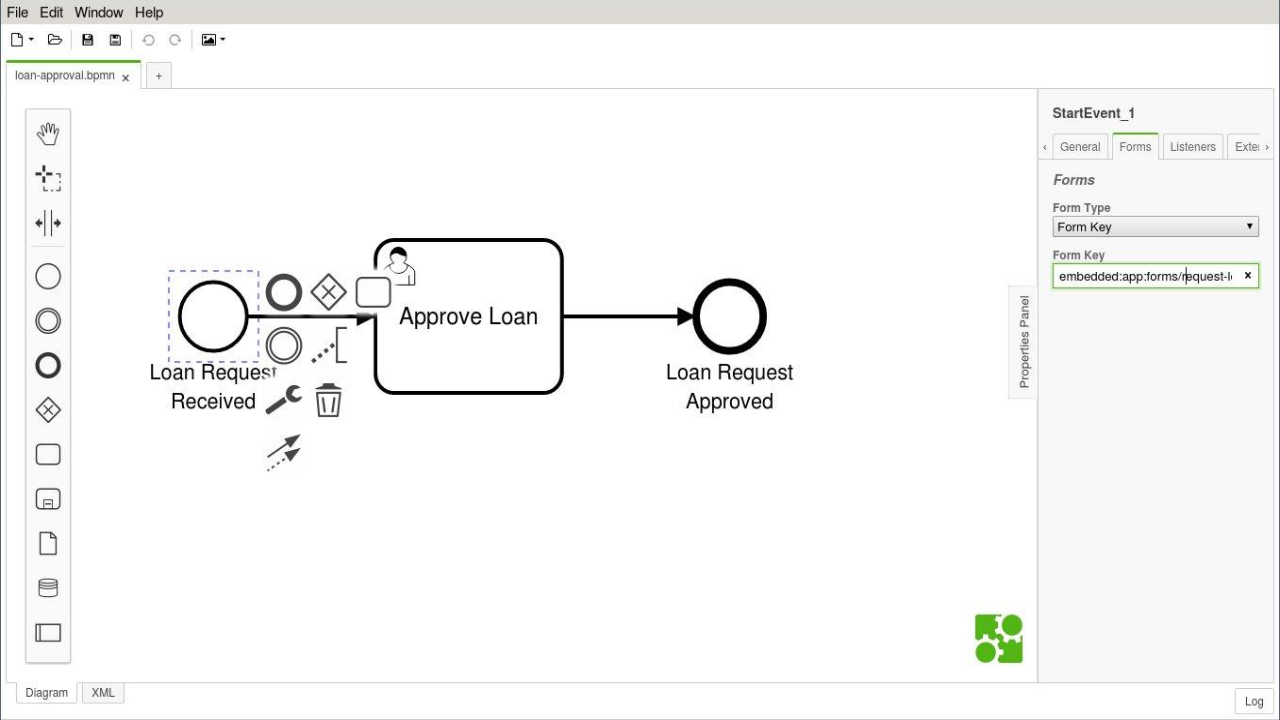 File Edit Window Help
loan-approval.bpmn x +
StartEvent_1
General Forms Listeners
Forms
Form Type
Form Key
Form Key
embedded:app:forms/request-l
Properties Panel
Approve Loan
Loan Request
Received
Loan Request
Approved
Diagram XML
Log